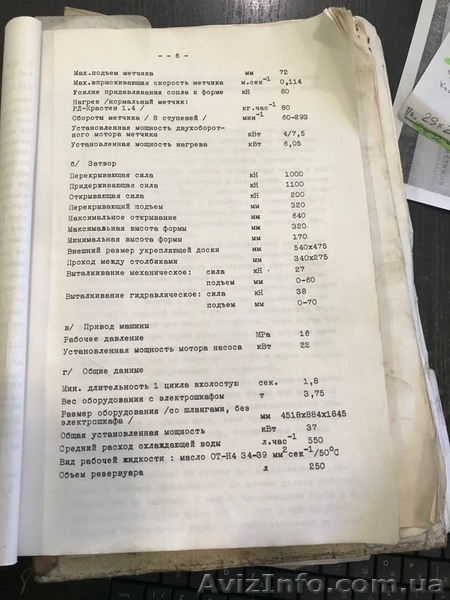 - - 6 -
Мах.подъем метчика мм 72
Мах.впрыскивающая скорость метчика м.сек-1 0,114
Усилие придавливания сопла к форме кН 60
Нагрев /нормальный метчик:
РД-Крастен 1.4 / кг.час-1 80
Обороты метчика / 8 ступеней / мин-1 60-293
Установленная мощность двухоборот-
ного мотора метчика кВт 4/7,5
Установленная мощность нагрева кВт 6,05
б/ Затвор
Перекрывающая сила кН 1000
Придерживающая сила кН 1100
Открывающая сила кН 200
Перекрывающий подъем мм 320
Максимальное открывание мм 640
Максимальная высота формы мм 320
Минимальная высота формы мм 170
Внешний размер укрепляющей доски мм 540x475
Проход между столбиками мм 340x275
Выталкивание механическое: сила кН 27
подъем мм 0-60
Выталкивание гидравлическое: сила кН 38
подъем мм 0-70
в/ Привод машины
Рабочее давление МРа 16
Установленная мощность мотора насоса кВт 22
г/ Общие данные
Мин. длительность 1 цикла вхолостую сек. 1,8
Вес оборудования с электрошкафом т 3,75
Размер оборудования /со шлангами, без
электрошкафа / мм 4518x884x1845
Общая установленная мощность кВт 37
Средний расход охлаждающей воды л.час-1 550
Вид рабочей жидкости : масло ОТ-Н4 34-39 мм2сек-1/50°С
Объем резервуара л 250
AvizInfo.com.ua